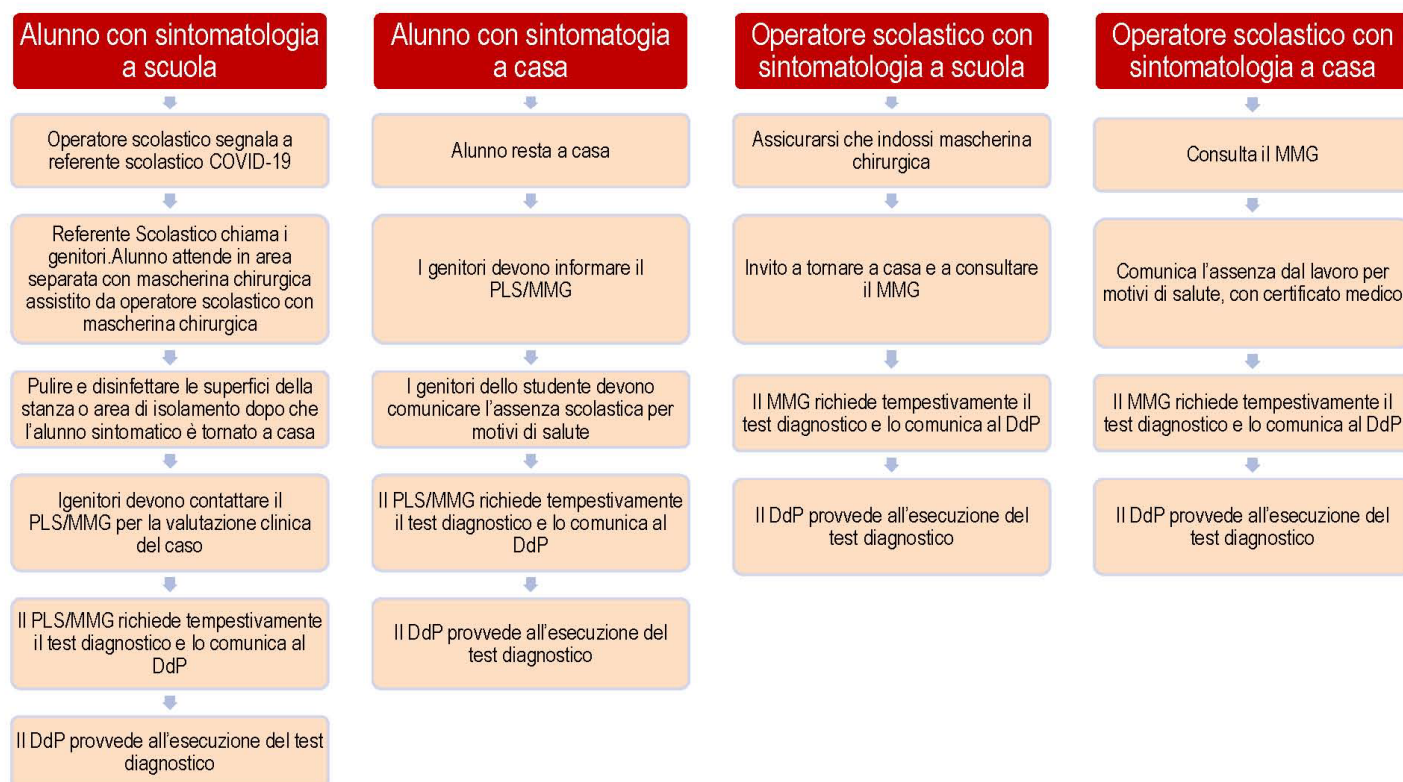 Alunno con sintomatologia
a scuola
Operatore scolastico segnala a
referente scolastico COVID-19
Referente Scolastico chiama i
genitori.Alunno attende in area
separata con mascherina chirurgica
assistito da operatore scolastico con
mascherina chirurgica
Pulire e disinfettare le superfici della
stanza o area di isolamento dopo che
l'alunno sintomatico è tornato a casa
Igenitori devono contattare il
PLS/MMG per la valutazione clinica
del caso
Il PLS/MMG richiede tempestivamente
il test diagnostico e lo comunica al
DdP
Il DdP provvede all'esecuzione del test
diagnostico
Alunno con sintomatogia
a casa
Alunno resta a casa
I genitori devono informare il
PLS/MMG
I genitori dello studente devono
comunicare l'assenza scolastica per
motivi di salute
Il PLS/MMG richiede tempestivamente
il test diagnostico e lo comunica al
DdP
Il DdP provvede all'esecuzione del
test diagnostico
Operatore scolastico con
sintomatologia a scuola
Assicurarsi che indossi mascherina
chirurgica
Invito a tornare a casa e a consultare
il MMG
Il MMG richiede tempestivamente il
test diagnostico e lo comunica al DdP
Il DdP provvede all'esecuzione del
test diagnostico
Operatore scolastico con
sintomatologia a casa
Consulta il MMG
Comunica l'assenza dal lavoro per
motivi di salute, con certificato medico
Il MMG richiede tempestivamente il
test diagnostico e lo comunica al DdP
Il DdP provvede all'esecuzione del
test diagnostico